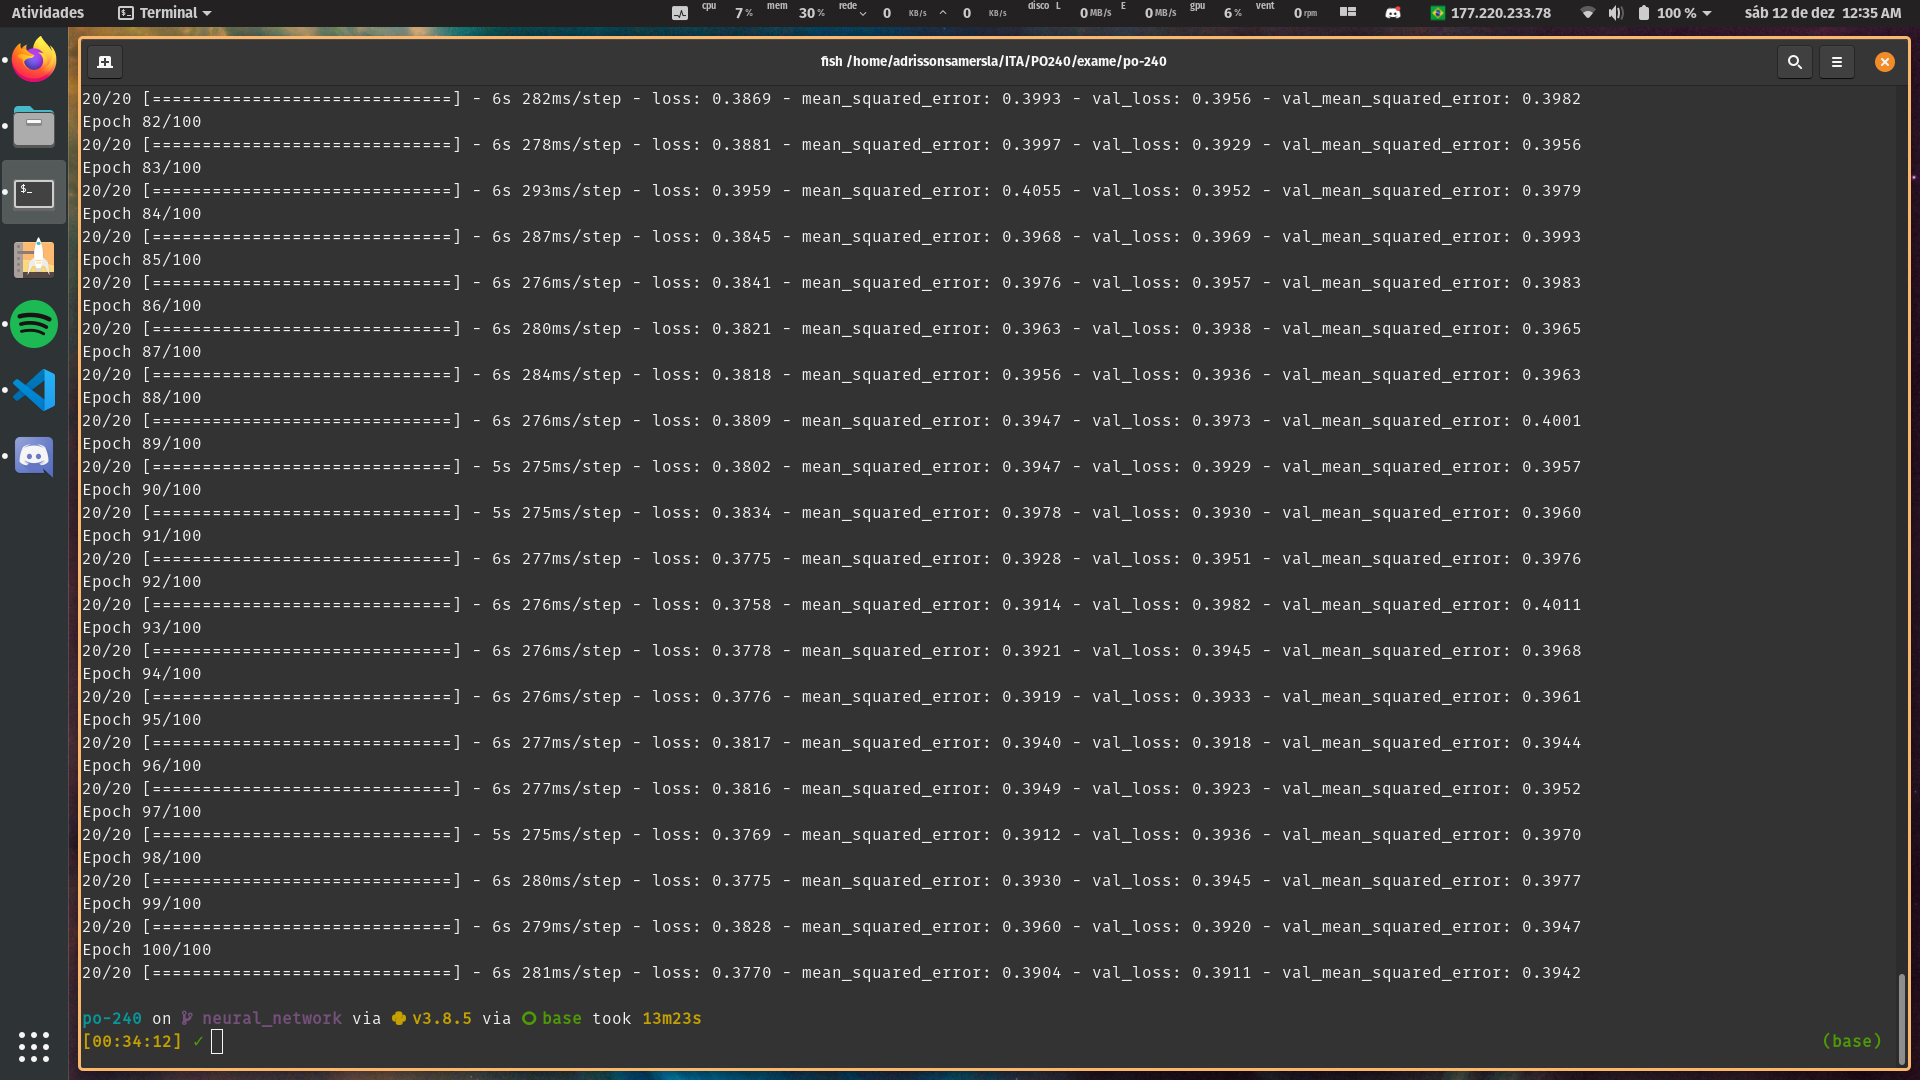 Atividades
Terminal
cpu 7 % mem 30 % rede 0 KB/s 0 KB/s disco L 0 MB/s E 0 MB/s gpu 6 % vent 0 rpm
177.220.233.78
100 %
sáb 12 de dez 12:35 AM
fish /home/adrissonsamersla/ITA/PO240/exame/po-240
20/20 [==============================] - 6s 282ms/step - loss: 0.3869 - mean_squared_error: 0.3993 - val_loss: 0.3956 - val_mean_squared_error: 0.3982
Epoch 82/100
20/20 [==============================] - 6s 278ms/step - loss: 0.3881 - mean_squared_error: 0.3997 - val_loss: 0.3929 - val_mean_squared_error: 0.3956
Epoch 83/100
20/20 [==============================] - 6s 293ms/step - loss: 0.3959 - mean_squared_error: 0.4055 - val_loss: 0.3952 - val_mean_squared_error: 0.3979
Epoch 84/100
20/20 [==============================] - 6s 287ms/step - loss: 0.3845 - mean_squared_error: 0.3968 - val_loss: 0.3969 - val_mean_squared_error: 0.3993
Epoch 85/100
20/20 [==============================] - 6s 276ms/step - loss: 0.3841 - mean_squared_error: 0.3976 - val_loss: 0.3957 - val_mean_squared_error: 0.3983
Epoch 86/100
20/20 [==============================] - 6s 280ms/step - loss: 0.3821 - mean_squared_error: 0.3963 - val_loss: 0.3938 - val_mean_squared_error: 0.3965
Epoch 87/100
20/20 [==============================] - 6s 284ms/step - loss: 0.3818 - mean_squared_error: 0.3956 - val_loss: 0.3936 - val_mean_squared_error: 0.3963
Epoch 88/100
20/20 [==============================] - 6s 276ms/step - loss: 0.3809 - mean_squared_error: 0.3947 - val_loss: 0.3973 - val_mean_squared_error: 0.4001
Epoch 89/100
20/20 [==============================] - 5s 275ms/step - loss: 0.3802 - mean_squared_error: 0.3947 - val_loss: 0.3929 - val_mean_squared_error: 0.3957
Epoch 90/100
20/20 [==============================] - 5s 275ms/step - loss: 0.3834 - mean_squared_error: 0.3978 - val_loss: 0.3930 - val_mean_squared_error: 0.3960
Epoch 91/100
20/20 [==============================] - 6s 277ms/step - loss: 0.3775 - mean_squared_error: 0.3928 - val_loss: 0.3951 - val_mean_squared_error: 0.3976
Epoch 92/100
20/20 [==============================] - 6s 276ms/step - loss: 0.3758 - mean_squared_error: 0.3914 - val_loss: 0.3982 - val_mean_squared_error: 0.4011
Epoch 93/100
20/20 [==============================] - 6s 276ms/step - loss: 0.3778 - mean_squared_error: 0.3921 - val_loss: 0.3945 - val_mean_squared_error: 0.3968
Epoch 94/100
20/20 [==============================] - 6s 276ms/step - loss: 0.3776 - mean_squared_error: 0.3919 - val_loss: 0.3933 - val_mean_squared_error: 0.3961
Epoch 95/100
20/20 [==============================] - 6s 277ms/step - loss: 0.3817 - mean_squared_error: 0.3940 - val_loss: 0.3918 - val_mean_squared_error: 0.3944
Epoch 96/100
20/20 [==============================] - 6s 277ms/step - loss: 0.3816 - mean_squared_error: 0.3949 - val_loss: 0.3923 - val_mean_squared_error: 0.3952
Epoch 97/100
20/20 [==============================] - 5s 275ms/step - loss: 0.3769 - mean_squared_error: 0.3912 - val_loss: 0.3936 - val_mean_squared_error: 0.3970
Epoch 98/100
20/20 [==============================] - 6s 280ms/step - loss: 0.3775 - mean_squared_error: 0.3930 - val_loss: 0.3945 - val_mean_squared_error: 0.3977
Epoch 99/100
20/20 [==============================] - 6s 279ms/step - loss: 0.3828 - mean_squared_error: 0.3960 - val_loss: 0.3920 - val_mean_squared_error: 0.3947
Epoch 100/100
20/20 [==============================] - 6s 281ms/step - loss: 0.3770 - mean_squared_error: 0.3904 - val_loss: 0.3911 - val_mean_squared_error: 0.3942
po-240 on neural_network via v3.8.5 via base took 13m23s
[00:34:12] ✓ (base)